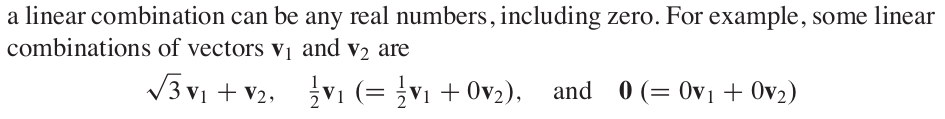 a linear combination can be any real numbers, including zero. For example, some linear
combinations of vectors v₁ and v₂ are
√3 v₁ + v₂, ½v₁ (= ½v₁ + 0v₂), and 0 (= 0v₁ + 0v₂)